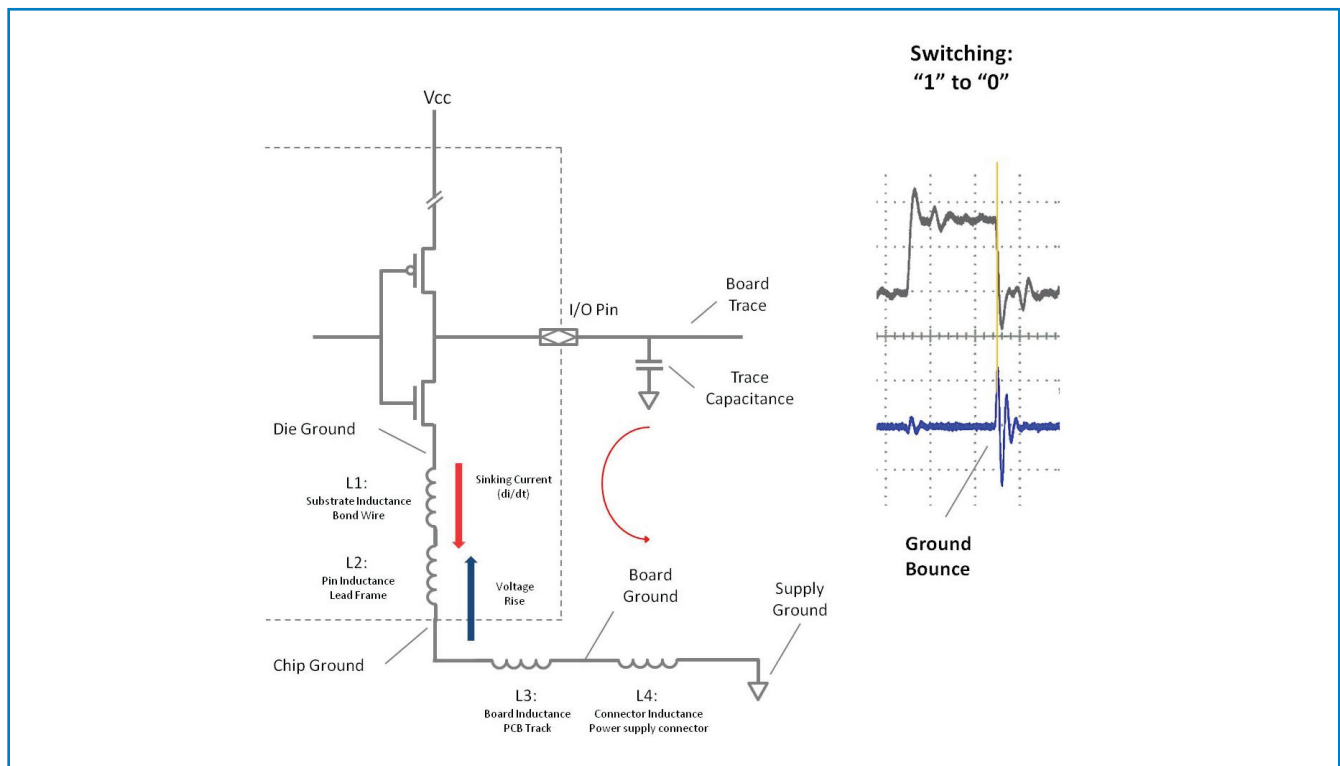 Switching:
“1” to “0”
Vcc
I/O Pin
Board
Trace
Trace
Capacitance
Die Ground
L1:
Substrate Inductance
Bond Wire
Sinking Current
(di/dt)
L2:
Pin Inductance
Lead Frame
Voltage
Rise
Chip Ground
Board
Ground
Supply
Ground
L3:
Board Inductance
PCB Track
L4:
Connector Inductance
Power supply connector
Ground
Bounce